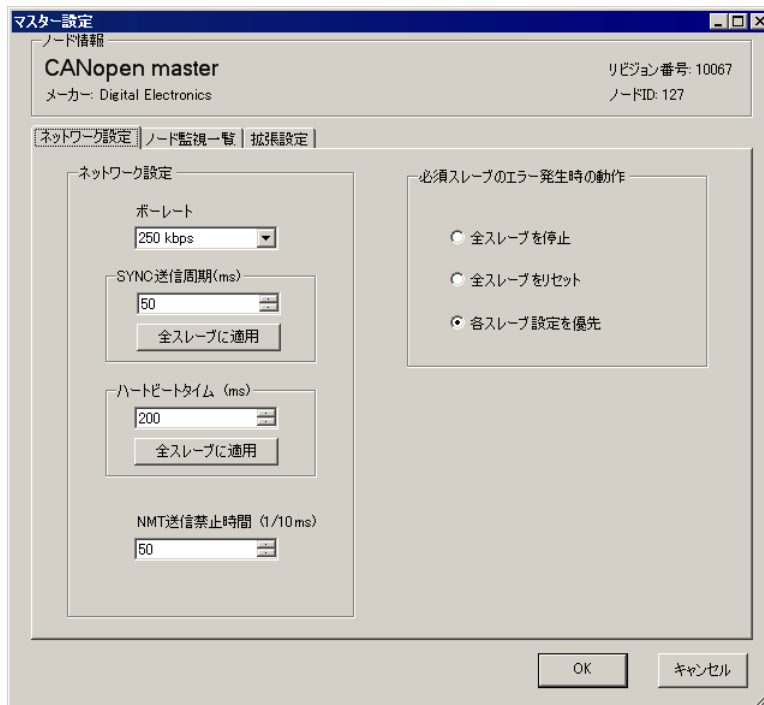 マスター設定
ノード情報
CANopen master
リビジョン番号: 10067
メーカー: Digital Electronics
ノードID: 127
ネットワーク設定
ノード監視一覧
拡張設定
ネットワーク設定
ボーレート
250 kbps
SYNC送信周期(ms)
50
全スレーブに適用
ハートビートタイム (ms)
200
全スレーブに適用
NMT送信禁止時間 (1/10ms)
50
必須スレーブのエラー発生時の動作
全スレーブを停止
全スレーブをリセット
各スレーブ設定を優先
OK
キャンセル